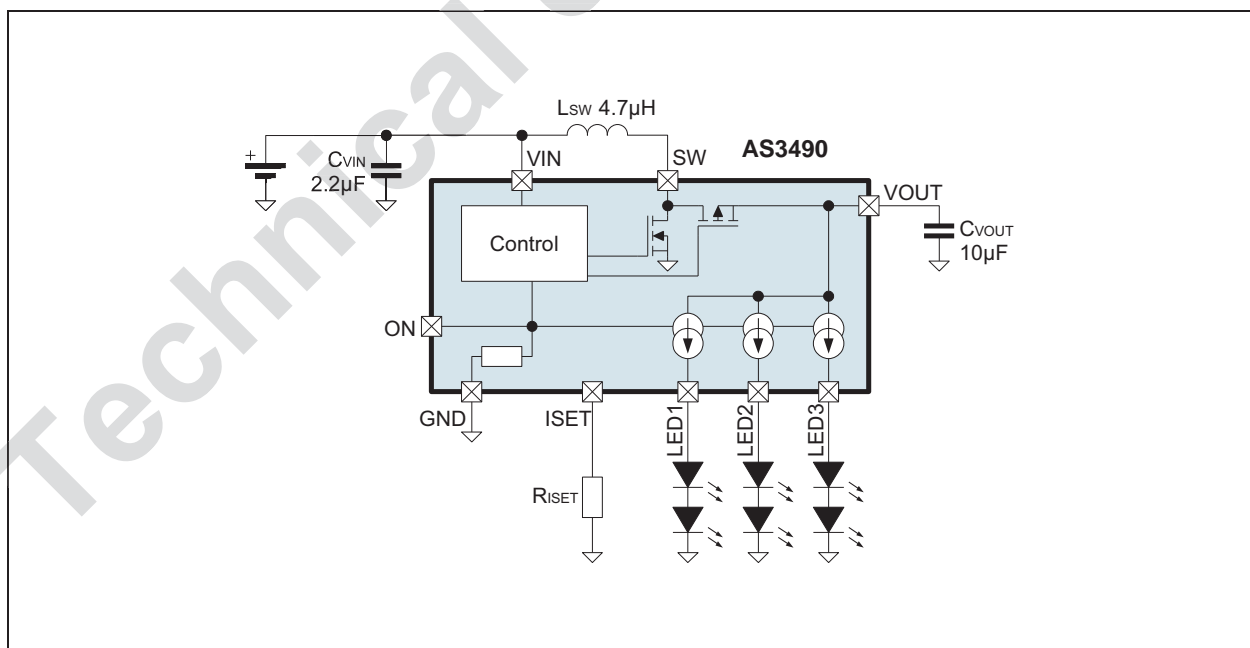 Technical
LSW 4.7µH
VIN
SW
AS3490
+
CVIN
2.2µF
VOUT
Control
CVOUT
10µF
ON
GND
ISET
LED1
LED2
LED3
RISET